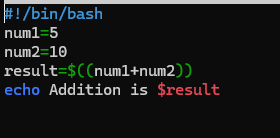 #!/bin/bash
num1=5
num2=10
result=$((num1+num2))
echo Addition is $result